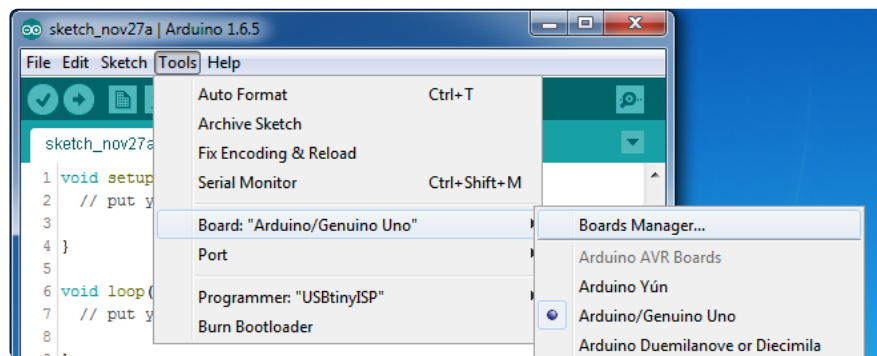 sketch_nov27a | Arduino 1.6.5
File Edit Sketch Tools Help
sketch_nov27a
Auto Format Ctrl+T
Archive Sketch
Fix Encoding & Reload
Serial Monitor Ctrl+Shift+M
Board: "Arduino/Genuino Uno"
Port
Programmer: "USBtinyISP"
Burn Bootloader
Boards Manager...
Arduino AVR Boards
Arduino Yún
Arduino/Genuino Uno
Arduino Duemilanove or Diecimila
1 void setup
2 // put y
3
4 }
5
6 void loop(
7 // put y
8